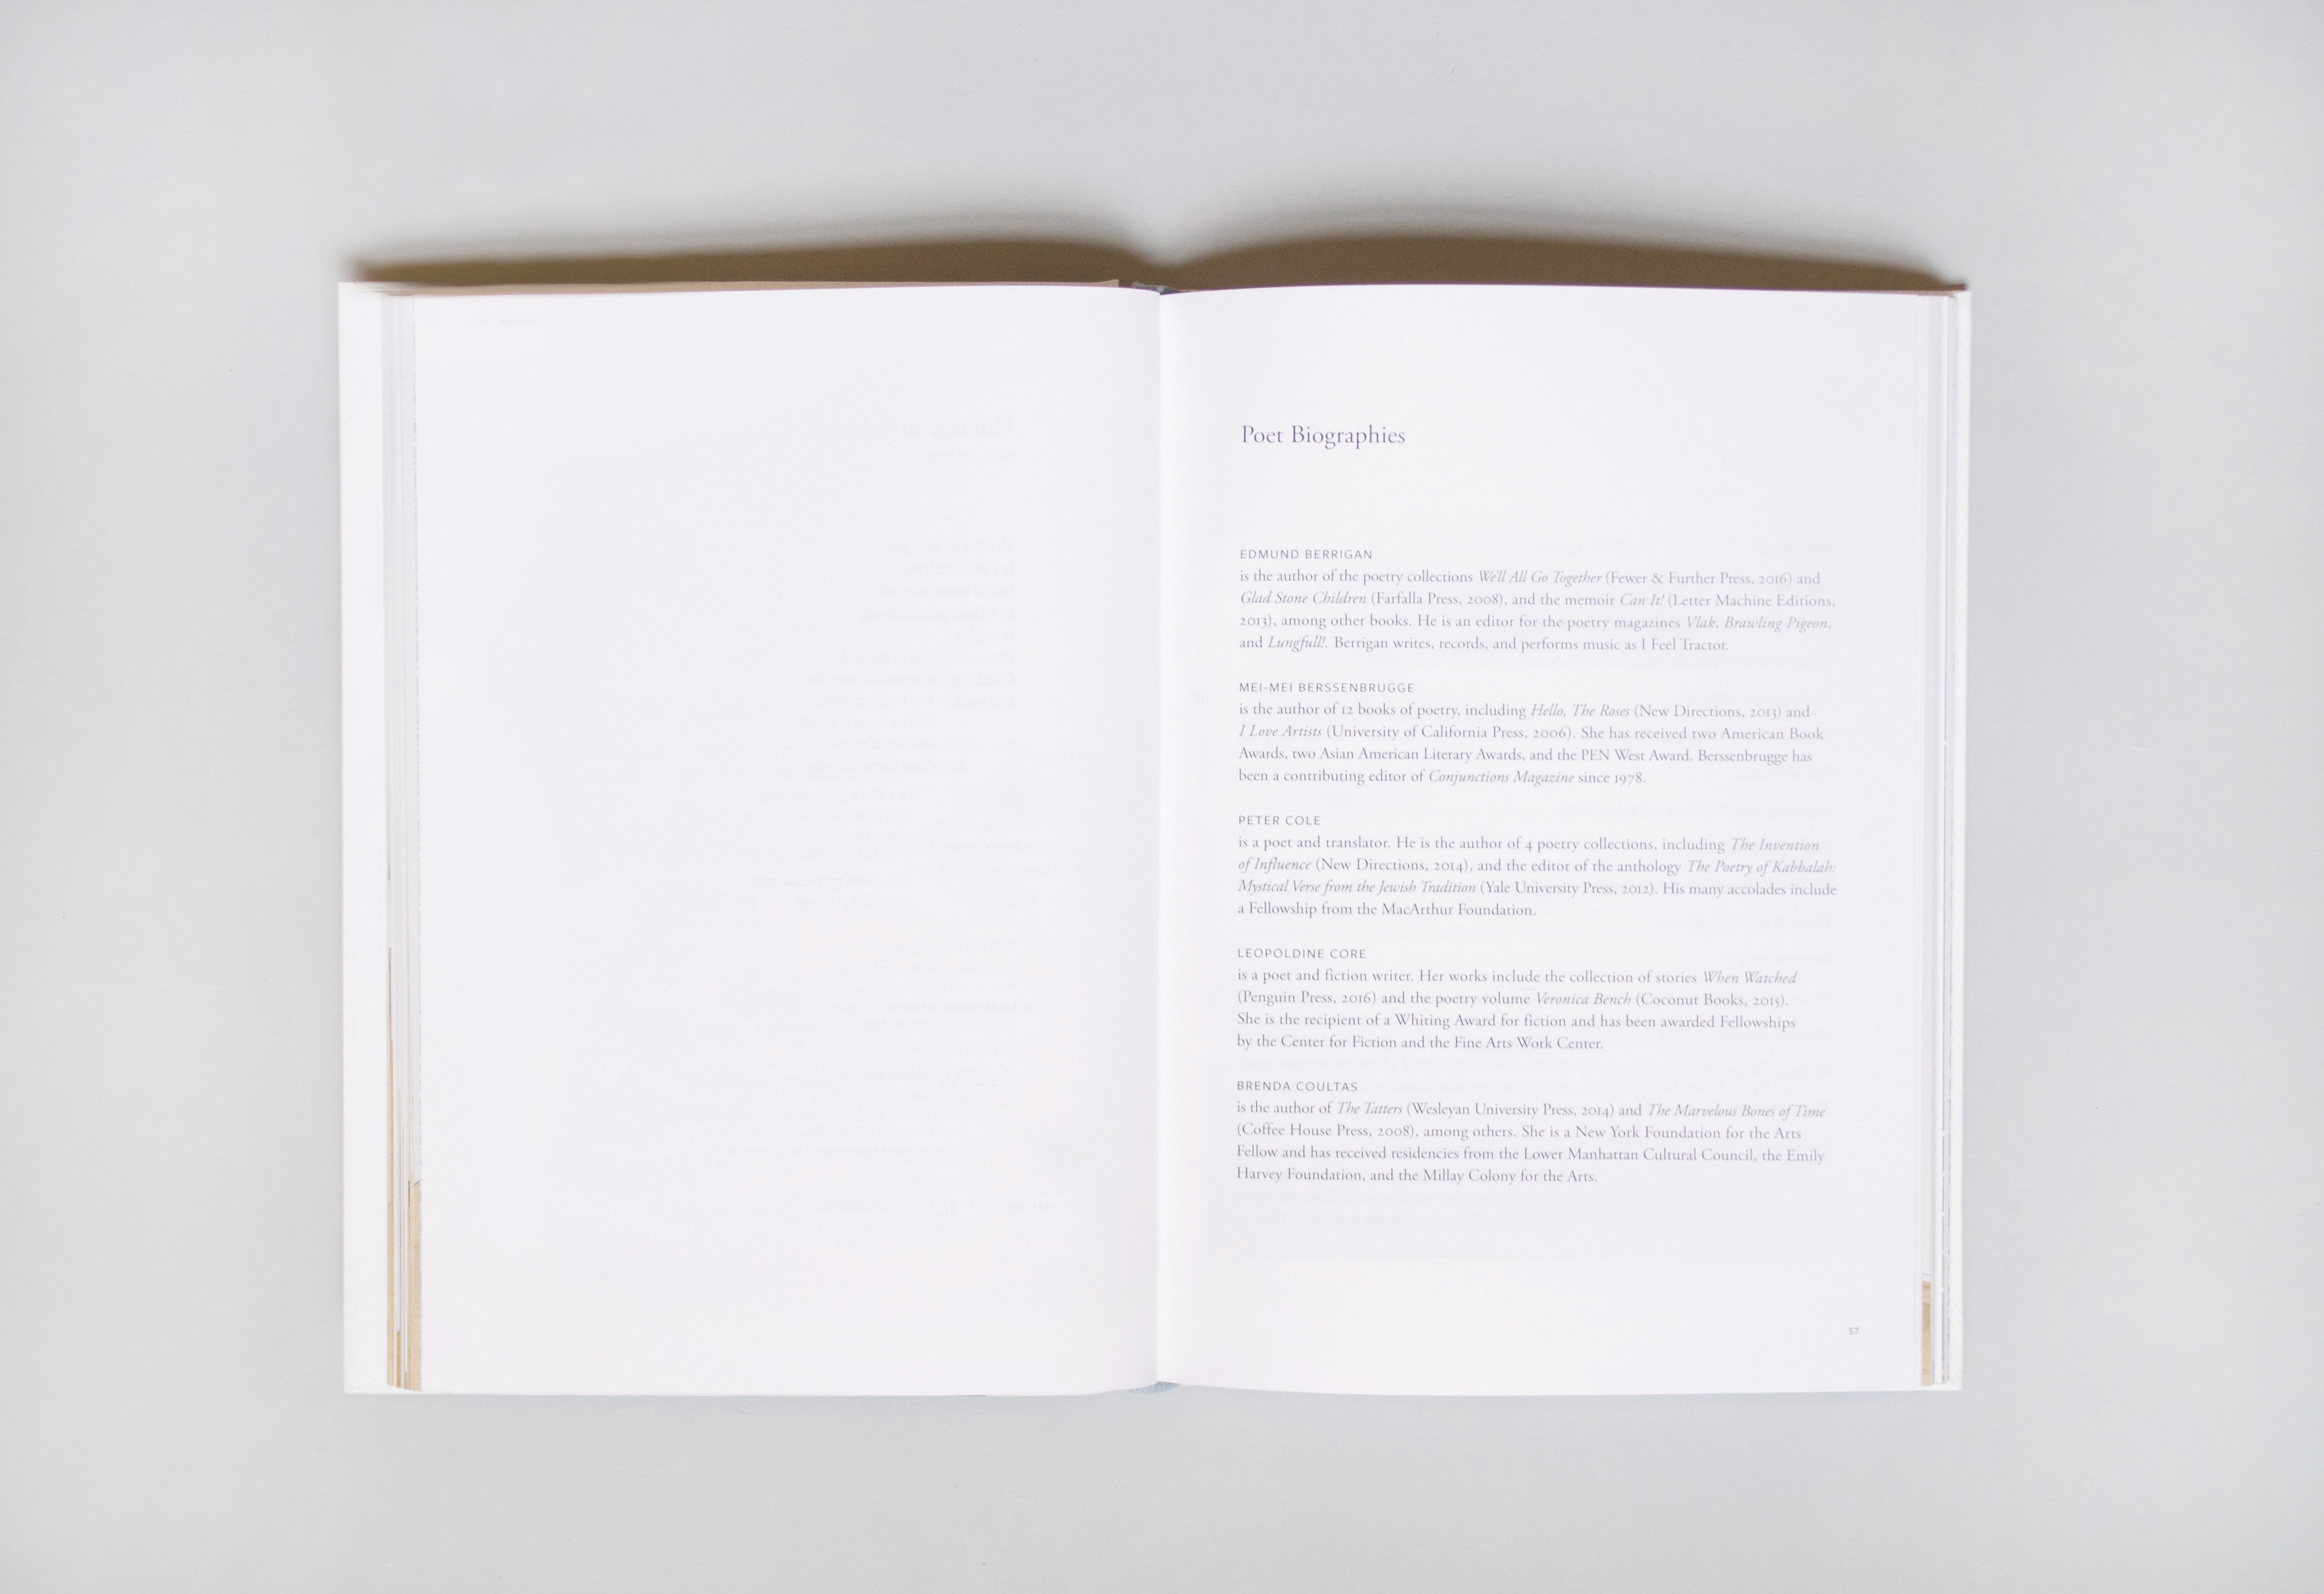 Poet Biographies
EDMUND BERRIGAN
is the author of the poetry collections We'll All Go Together (Fewer & Further Press, 2016) and
Glad Stone Children (Farfalla Press, 2008), and the memoir Can It! (Letter Machine Editions,
2013), among other books. He is an editor for the poetry magazines Vlak, Brawling Pigeon,
and Lungfull!. Berrigan writes, records, and performs music as I Feel Tractor.
MEI-MEI BERSSENBRUGGE
is the author of 12 books of poetry, including Hello, The Roses (New Directions, 2013) and
I Love Artists (University of California Press, 2006). She has received two American Book
Awards, two Asian American Literary Awards, and the PEN West Award. Berssenbrugge has
been a contributing editor of Conjunctions Magazine since 1978.
PETER COLE
is a poet and translator. He is the author of 4 poetry collections, including The Invention
of Influence (New Directions, 2014), and the editor of the anthology The Poetry of Kabbalah:
Mystical Verse from the Jewish Tradition (Yale University Press, 2012). His many accolades include
a Fellowship from the MacArthur Foundation.
LEOPOLDINE CORE
is a poet and fiction writer. Her works include the collection of stories When Watched
(Penguin Press, 2016) and the poetry volume Veronica Bench (Coconut Books, 2015).
She is the recipient of a Whiting Award for fiction and has been awarded Fellowships
by the Center for Fiction and the Fine Arts Work Center.
BRENDA COULTAS
is the author of The Tatters (Wesleyan University Press, 2014) and The Marvelous Bones of Time
(Coffee House Press, 2008), among others. She is a New York Foundation for the Arts
Fellow and has received residencies from the Lower Manhattan Cultural Council, the Emily
Harvey Foundation, and the Millay Colony for the Arts.
57